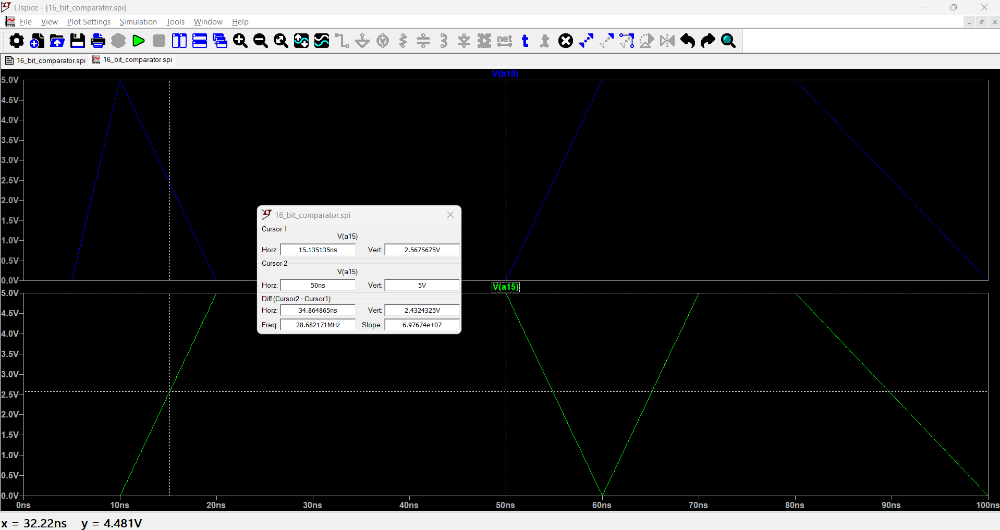 LTspice - [16_bit_comparator.spi]
File View Plot Settings Simulation Tools Window Help
net t .t
16_bit_comparator.spi 16_bit_comparator.spi
V(b15)
5.0V
4.5V
4.0V
3.5V
3.0V
2.5V
2.0V
1.5V
1.0V
0.5V
0.0V
16_bit_comparator.spi
Cursor 1
V(a15)
Horz: 15.135135ns Vert: 2.5675675V
Cursor 2
V(a15)
Horz: 50ns Vert: 5V
Diff (Cursor2 - Cursor1)
Horz: 34.864865ns Vert: 2.4324325V
Freq: 28.682171MHz Slope: 6.97674e+07
V(a15)
5.0V
4.5V
4.0V
3.5V
3.0V
2.5V
2.0V
1.5V
1.0V
0.5V
0.0V
0ns 10ns 20ns 30ns 40ns 50ns 60ns 70ns 80ns 90ns 100ns
x = 32.22ns y = 4.481V